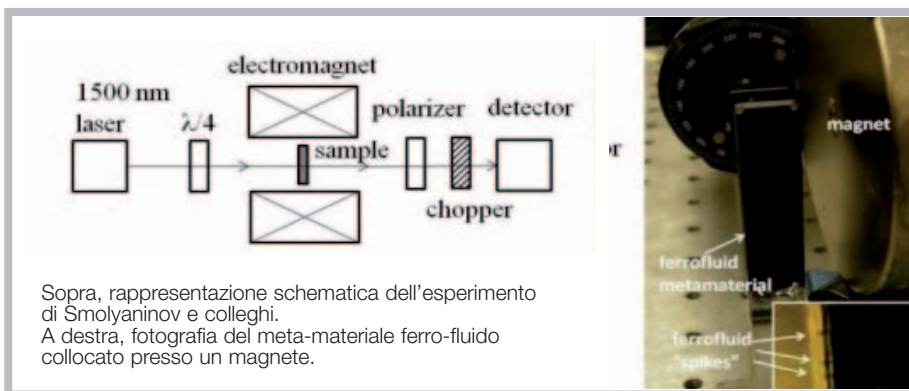 electromagnet
1500 nm
laser
λ/4
sample
polarizer
detector
chopper
Sopra, rappresentazione schematica dell'esperimento
di Smolyaninov e colleghi.
A destra, fotografia del meta-materiale ferro-fluido
collocato presso un magnete.
or
magnet
ferrofluid
metamaterial
ferrofluid
"spikes"